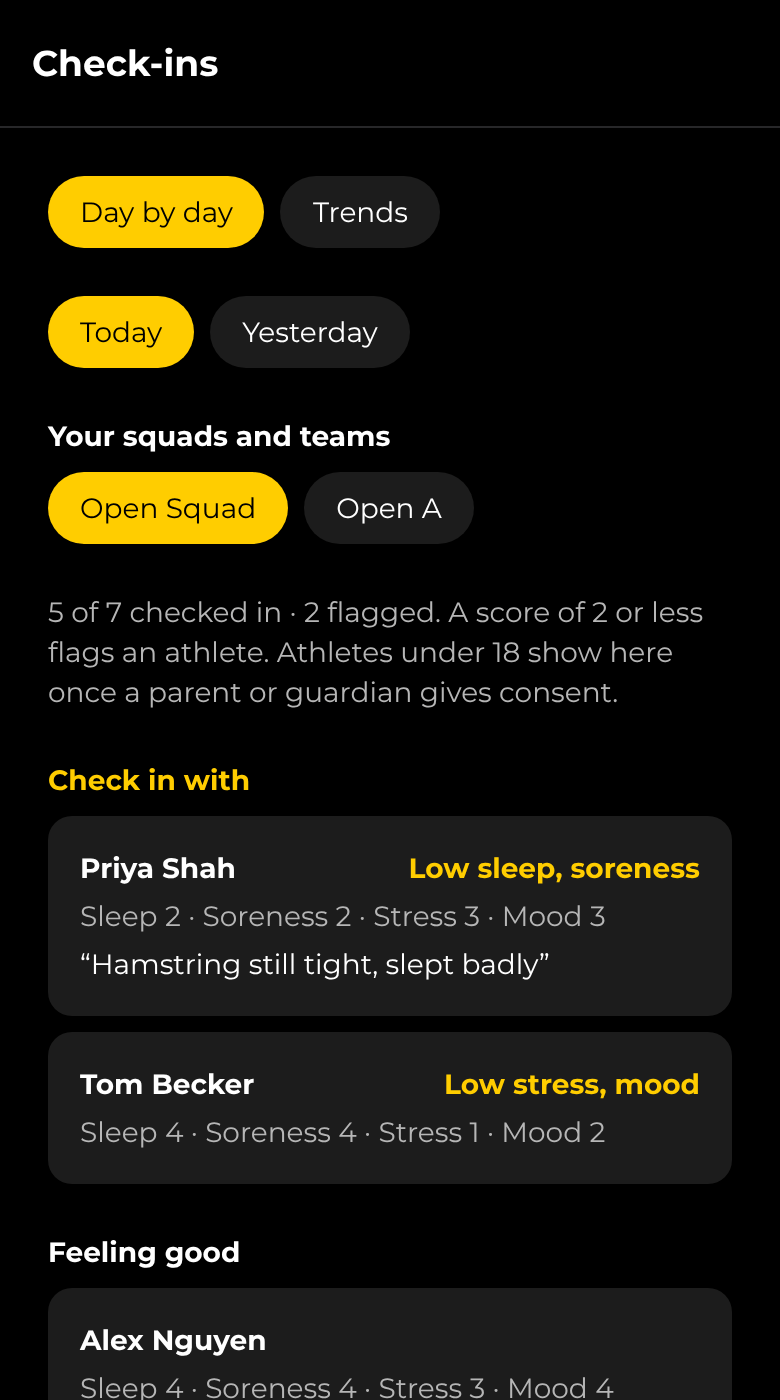 Check-ins
Day by day
Trends
Today
Yesterday
Your squads and teams
Open Squad
Open A
5 of 7 checked in · 2 flagged. A score of 2 or less
flags an athlete. Athletes under 18 show here
once a parent or guardian gives consent.
Check in with
Priya Shah
Low sleep, soreness
Sleep 2 · Soreness 2 · Stress 3 · Mood 3
“Hamstring still tight, slept badly”
Tom Becker
Low stress, mood
Sleep 4 · Soreness 4 · Stress 1 · Mood 2
Feeling good
Alex Nguyen
Sleep 4 · Soreness 4 · Stress 3 · Mood 4